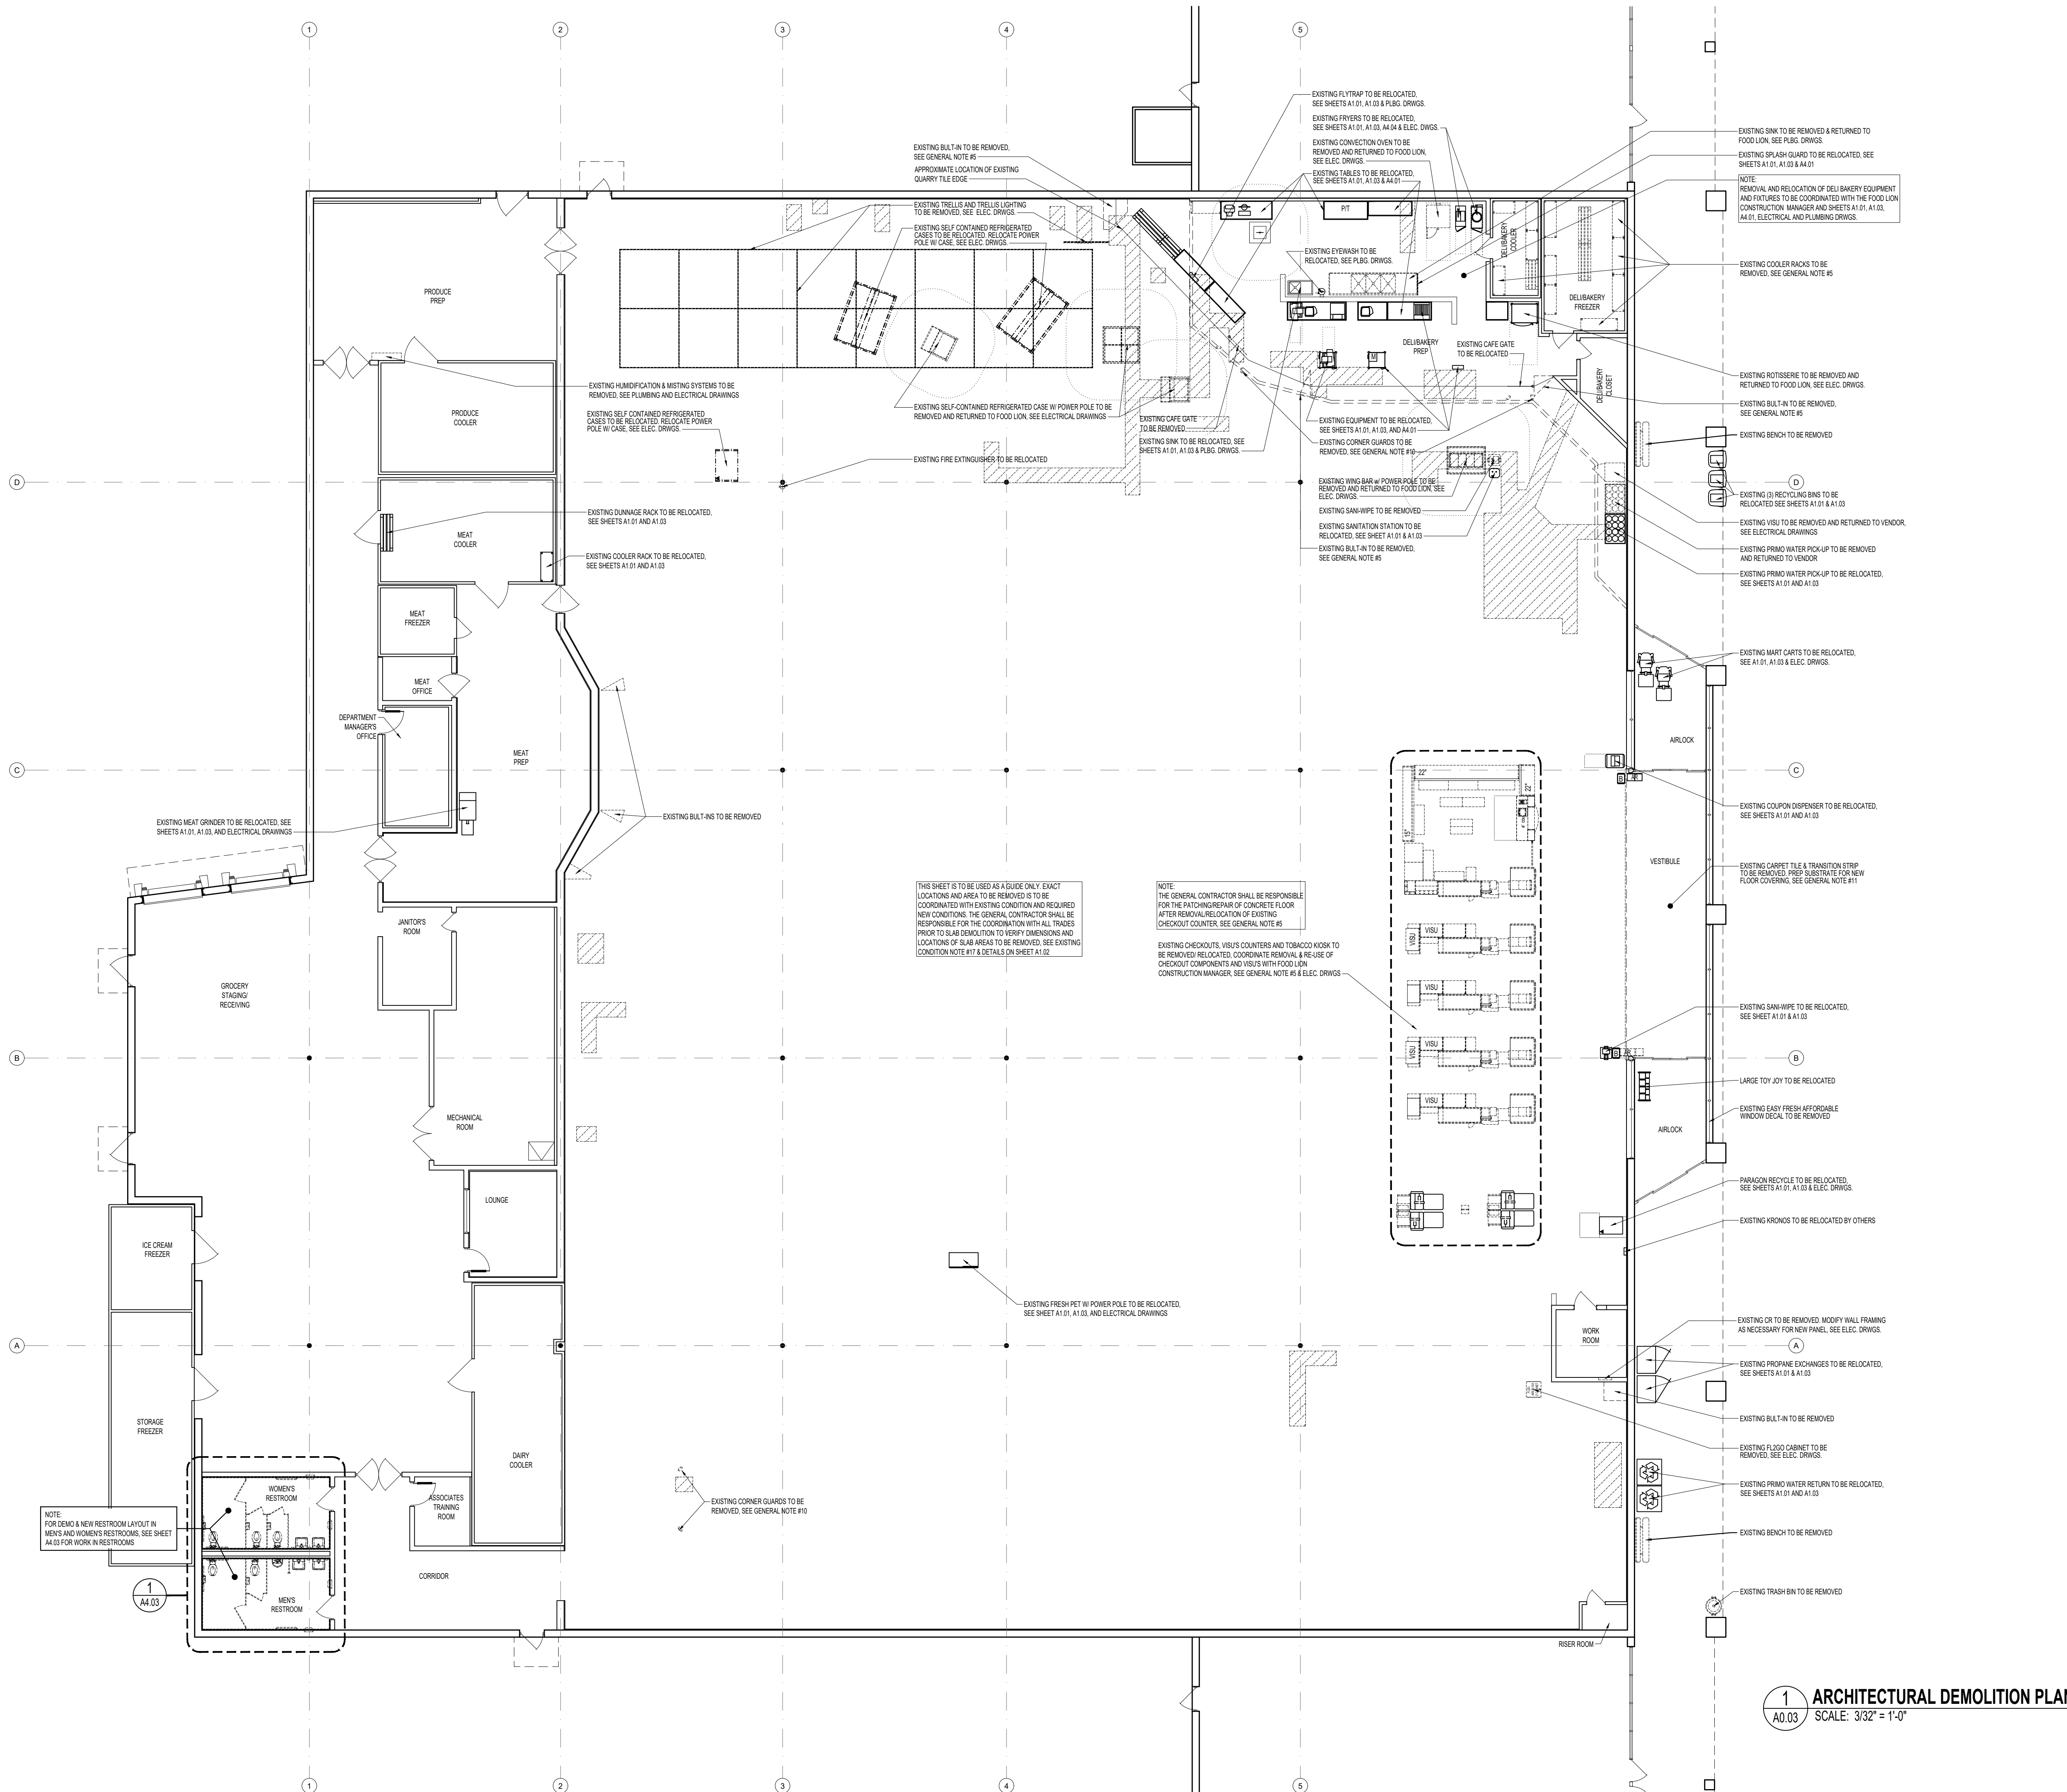 1
2
3
4
5
EXISTING FLYTRAP TO BE RELOCATED,
SEE SHEETS A1.01, A1.03 & PLBG. DRWGS.
EXISTING FRYERS TO BE RELOCATED,
SEE SHEETS A1.01, A1.03, A4.04 & ELEC. DWGS.
EXISTING CONVECTION OVEN TO BE
REMOVED AND RETURNED TO FOOD LION,
SEE ELEC. DRWGS.
EXISTING TABLES TO BE RELOCATED,
SEE SHEETS A1.01, A1.03 & A4.01
EXISTING BULT-IN TO BE REMOVED,
SEE GENERAL NOTE #5
APPROXIMATE LOCATION OF EXISTING
QUARRY TILE EDGE
EXISTING TRELLIS AND TRELLIS LIGHTING
TO BE REMOVED, SEE ELEC. DRWGS.
EXISTING SELF CONTAINED REFRIGERATED
CASES TO BE RELOCATED. RELOCATE POWER
POLE W/ CASE, SEE ELEC. DRWGS.
EXISTING SINK TO BE REMOVED & RETURNED TO
FOOD LION, SEE PLBG. DRWGS.
EXISTING SPLASH GUARD TO BE RELOCATED, SEE
SHEETS A1.01, A1.03 & A4.01
NOTE:
REMOVAL AND RELOCATION OF DELI BAKERY EQUIPMENT
AND FIXTURES TO BE COORDINATED WITH THE FOOD LION
CONSTRUCTION MANAGER AND SHEETS A1.01, A1.03,
A4.01, ELECTRICAL AND PLUMBING DRWGS.
P/T
EXISTING EYEWASH TO BE
RELOCATED, SEE PLBG. DRWGS.
DELI/BAKERY
COOLER
DELI/BAKERY
FREEZER
EXISTING COOLER RACKS TO BE
REMOVED, SEE GENERAL NOTE #5
PRODUCE
PREP
DELI/BAKERY
PREP
M
EXISTING CAFE GATE
TO BE RELOCATED
DELI/BAKERY
CLOSET
EXISTING ROTISSERIE TO BE REMOVED AND
RETURNED TO FOOD LION, SEE ELEC. DRWGS.
EXISTING BULT-IN TO BE REMOVED,
SEE GENERAL NOTE #5
EXISTING HUMIDIFICATION & MISTING SYSTEMS TO BE
REMOVED, SEE PLUMBING AND ELECTRICAL DRAWINGS
PRODUCE
COOLER
EXISTING SELF CONTAINED REFRIGERATED
CASES TO BE RELOCATED. RELOCATE POWER
POLE W/ CASE, SEE ELEC. DRWGS.
EXISTING SELF-CONTAINED REFRIGERATED CASE W/ POWER POLE TO BE
REMOVED AND RETURNED TO FOOD LION, SEE ELECTRICAL DRAWINGS
EXISTING CAFE GATE
TO BE REMOVED
EXISTING SINK TO BE RELOCATED, SEE
SHEETS A1.01, A1.03 & PLBG. DRWGS.
EXISTING EQUIPMENT TO BE RELOCATED,
SEE SHEETS A1.01, A1.03, AND A4.01
EXISTING CORNER GUARDS TO BE
REMOVED, SEE GENERAL NOTE #10
EXISTING BENCH TO BE REMOVED
EXISTING FIRE EXTINGUISHER TO BE RELOCATED
D
D
EXISTING WING BAR w/ POWER POLE TO BE
REMOVED AND RETURNED TO FOOD LION, SEE
ELEC. DRWGS.
EXISTING SANI-WIPE TO BE REMOVED
EXISTING SANITATION STATION TO BE
RELOCATED, SEE SHEET A1.01 & A1.03
EXISTING BULT-IN TO BE REMOVED,
SEE GENERAL NOTE #5
EXISTING (3) RECYCLING BINS TO BE
RELOCATED SEE SHEETS A1.01 & A1.03
EXISTING VISU TO BE REMOVED AND RETURNED TO VENDOR,
SEE ELECTRICAL DRAWINGS
EXISTING PRIMO WATER PICK-UP TO BE REMOVED
AND RETURNED TO VENDOR
EXISTING PRIMO WATER PICK-UP TO BE RELOCATED,
SEE SHEETS A1.01 AND A1.03
EXISTING DUNNAGE RACK TO BE RELOCATED,
SEE SHEETS A1.01 AND A1.03
MEAT
COOLER
EXISTING COOLER RACK TO BE RELOCATED,
SEE SHEETS A1.01 AND A1.03
MEAT
FREEZER
MEAT
OFFICE
DEPARTMENT
MANAGER'S
OFFICE
MEAT
PREP
EXISTING MART CARTS TO BE RELOCATED,
SEE A1.01, A1.03 & ELEC. DRWGS.
AIRLOCK
C
C
22"
22"
15"
EXISTING MEAT GRINDER TO BE RELOCATED, SEE
SHEETS A1.01, A1.03, AND ELECTRICAL DRAWINGS
EXISTING BULT-INS TO BE REMOVED
EXISTING COUPON DISPENSER TO BE RELOCATED,
SEE SHEETS A1.01 AND A1.03
VESTIBULE
EXISTING CARPET TILE & TRANSITION STRIP
TO BE REMOVED. PREP SUBSTRATE FOR NEW
FLOOR COVERING, SEE GENERAL NOTE #11
THIS SHEET IS TO BE USED AS A GUIDE ONLY. EXACT
LOCATIONS AND AREA TO BE REMOVED IS TO BE
COORDINATED WITH EXISTING CONDITION AND REQUIRED
NEW CONDITIONS. THE GENERAL CONTRACTOR SHALL BE
RESPONSIBLE FOR THE COORDINATION WITH ALL TRADES
PRIOR TO SLAB DEMOLITION TO VERIFY DIMENSIONS AND
LOCATIONS OF SLAB AREAS TO BE REMOVED, SEE EXISTING
CONDITION NOTE #17 & DETAILS ON SHEET A1.02
NOTE:
THE GENERAL CONTRACTOR SHALL BE RESPONSIBLE
FOR THE PATCHING/REPAIR OF CONCRETE FLOOR
AFTER REMOVAL/RELOCATION OF EXISTING
CHECKOUT COUNTER, SEE GENERAL NOTE #5
EXISTING CHECKOUTS, VISU'S COUNTERS AND TOBACCO KIOSK TO
BE REMOVED/ RELOCATED, COORDINATE REMOVAL & RE-USE OF
CHECKOUT COMPONENTS AND VISU'S WITH FOOD LION
CONSTRUCTION MANAGER, SEE GENERAL NOTE #5 & ELEC. DRWGS
VISU
VISU
VISU
VISU
VISU
VISU
JANITOR'S
ROOM
GROCERY
STAGING/
RECEIVING
EXISTING SANI-WIPE TO BE RELOCATED,
SEE SHEET A1.01 & A1.03
B
B
LARGE TOY JOY TO BE RELOCATED
EXISTING EASY FRESH AFFORDABLE
WINDOW DECAL TO BE REMOVED
AIRLOCK
MECHANICAL
ROOM
LOUNGE
PARAGON RECYCLE TO BE RELOCATED,
SEE SHEETS A1.01, A1.03 & ELEC. DRWGS.
EXISTING KRONOS TO BE RELOCATED BY OTHERS
ICE CREAM
FREEZER
EXISTING FRESH PET W/ POWER POLE TO BE RELOCATED,
SEE SHEET A1.01, A1.03, AND ELECTRICAL DRAWINGS
WORK
ROOM
EXISTING CR TO BE REMOVED. MODIFY WALL FRAMING
AS NECESSARY FOR NEW PANEL, SEE ELEC. DRWGS.
A
A
EXISTING PROPANE EXCHANGES TO BE RELOCATED,
SEE SHEETS A1.01 & A1.03
EXISTING BULT-IN TO BE REMOVED
STORAGE
FREEZER
DAIRY
COOLER
EXISTING FL2GO CABINET TO BE
REMOVED, SEE ELEC. DRWGS.
EXISTING PRIMO WATER RETURN TO BE RELOCATED,
SEE SHEETS A1.01 AND A1.03
WOMEN'S
RESTROOM
ASSOCIATES
TRAINING
ROOM
EXISTING CORNER GUARDS TO BE
REMOVED, SEE GENERAL NOTE #10
NOTE:
FOR DEMO & NEW RESTROOM LAYOUT IN
MEN'S AND WOMEN'S RESTROOMS, SEE SHEET
A4.03 FOR WORK IN RESTROOMS
EXISTING BENCH TO BE REMOVED
CORRIDOR
1
A4.03
MEN'S
RESTROOM
EXISTING TRASH BIN TO BE REMOVED
RISER ROOM
1
A0.03
ARCHITECTURAL DEMOLITION PLAN
SCALE: 3/32" = 1'-0"
1
2
3
4
5